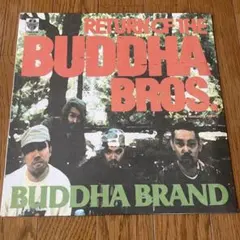 RETURN OF THE
BUDDHA
BROS.
BUDDHA BRAND